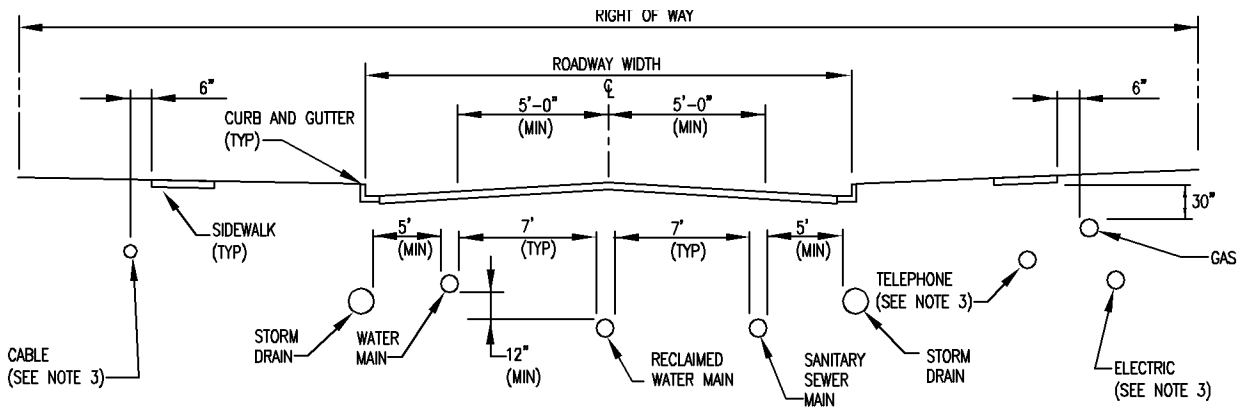 RIGHT OF WAY
ROADWAY WIDTH
℄
6"
5'-0"
(MIN)
5'-0"
(MIN)
6"
CURB AND GUTTER
(TYP)
30"
SIDEWALK
(TYP)
5'
(MIN)
7'
(TYP)
7'
(TYP)
5'
(MIN)
GAS
TELEPHONE
(SEE NOTE 3)
STORM
DRAIN
WATER
MAIN
12"
(MIN)
RECLAIMED
WATER MAIN
SANITARY
SEWER
MAIN
STORM
DRAIN
CABLE
(SEE NOTE 3)
ELECTRIC
(SEE NOTE 3)